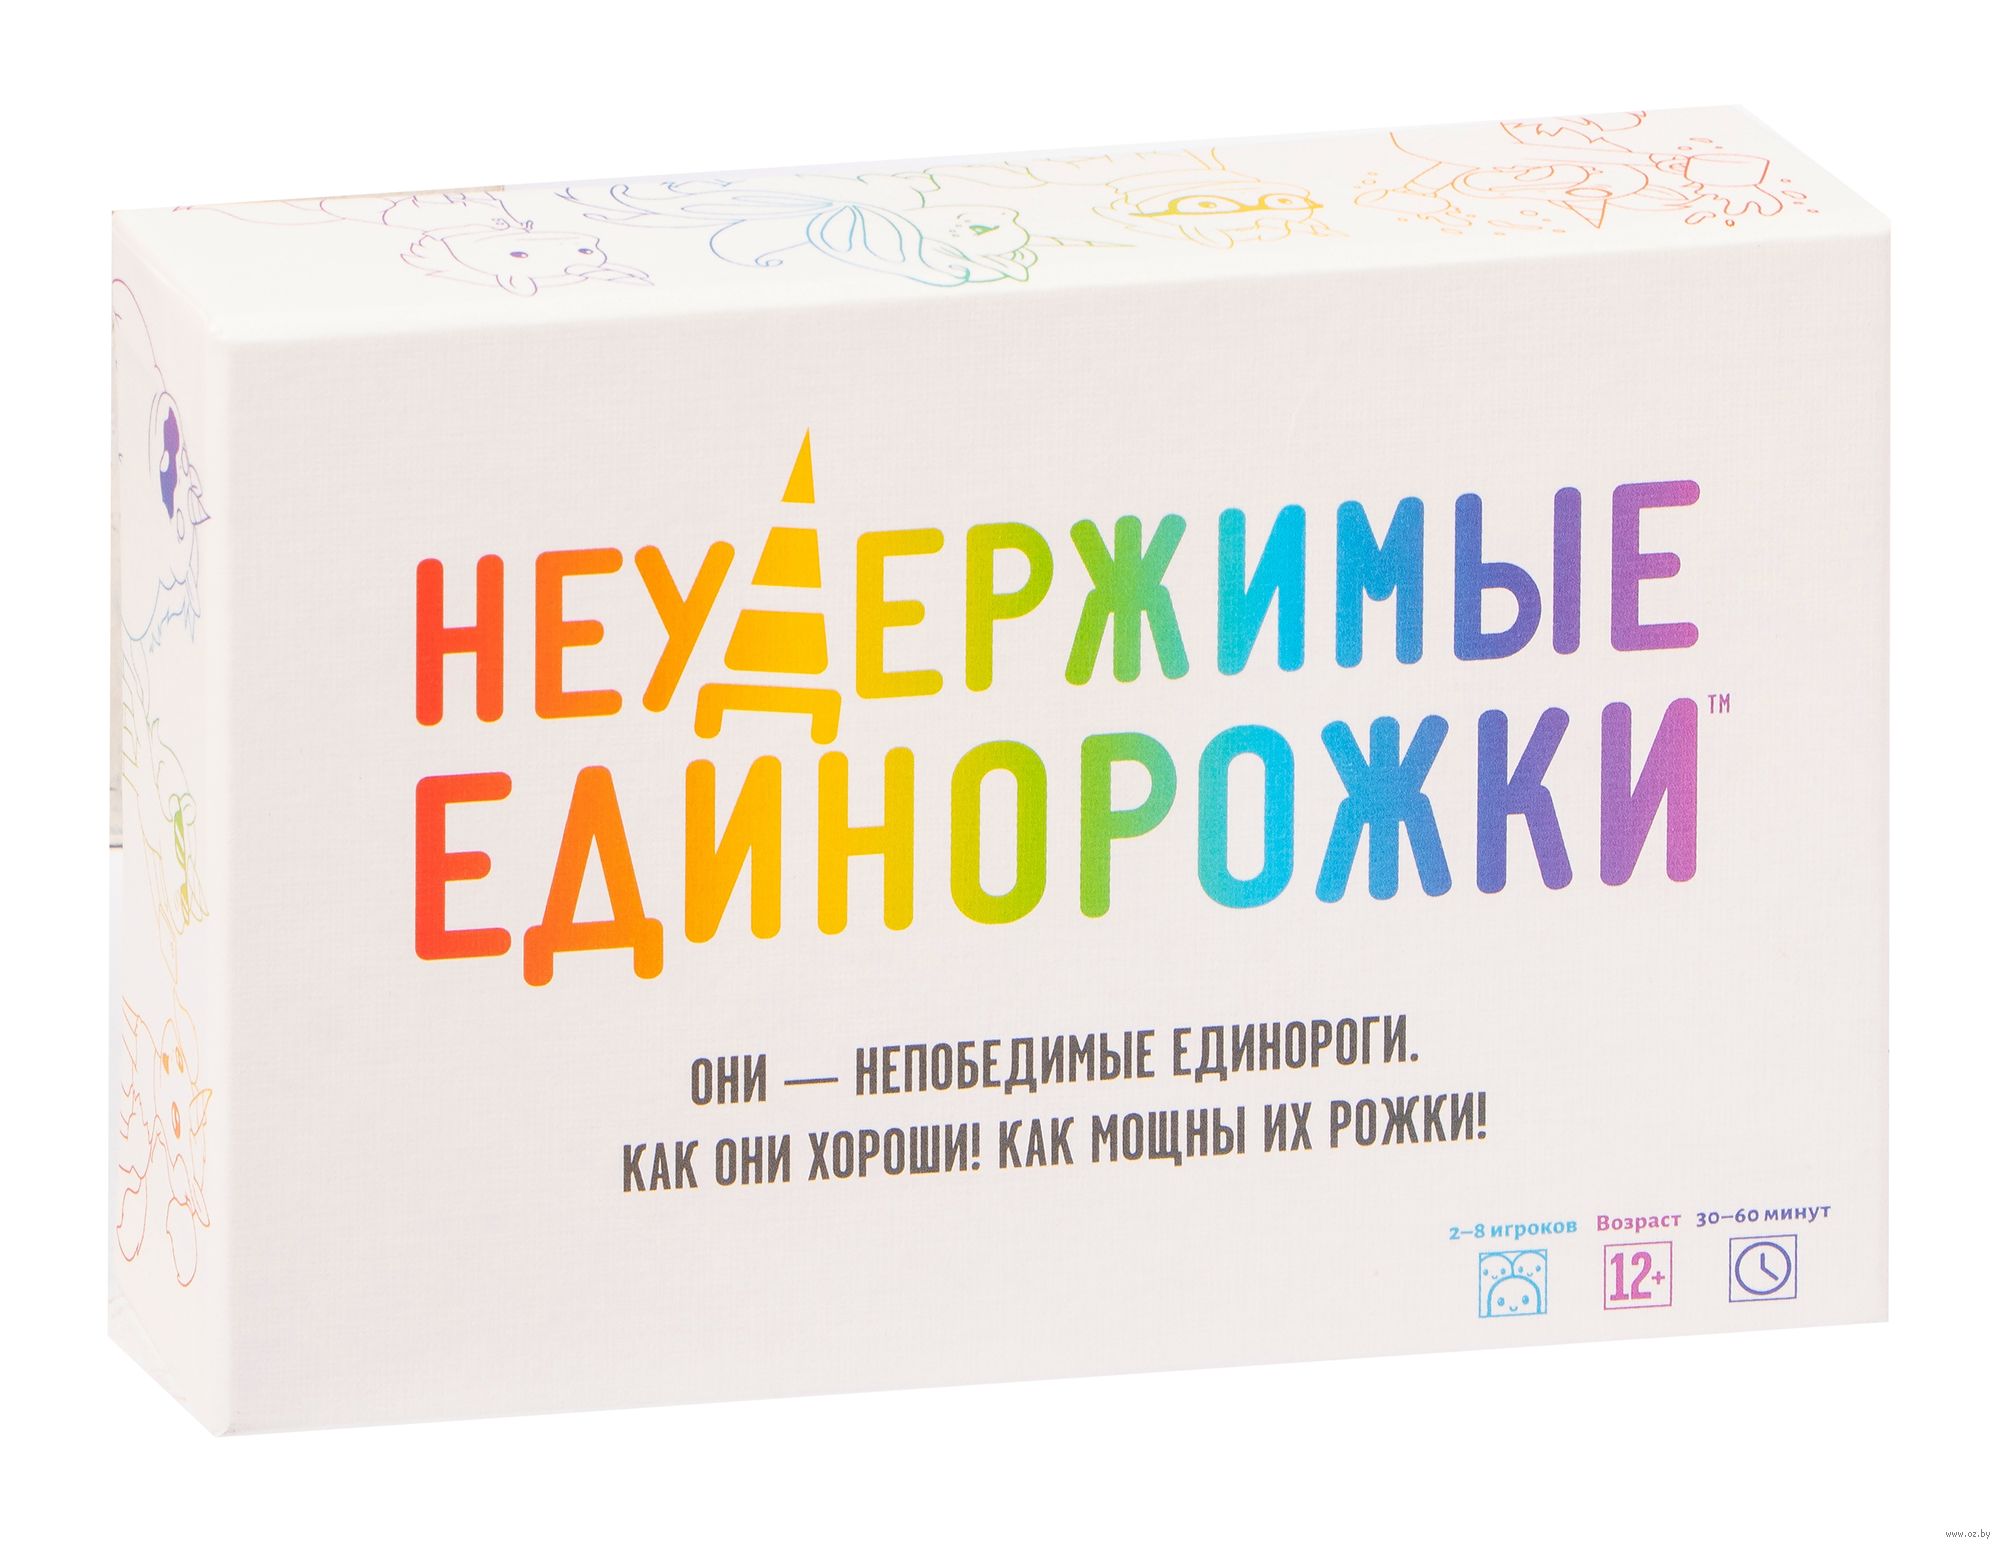 НЕУДЕРЖИМЫЕ
ЕДИНОРОЖКИ™
ОНИ — НЕПОБЕДИМЫЕ ЕДИНОРОГИ.
КАК ОНИ ХОРОШИ! КАК МОЩНЫ ИХ РОЖКИ!
2–8 игроков Возраст 30–60 минут
12+
www.oz.by